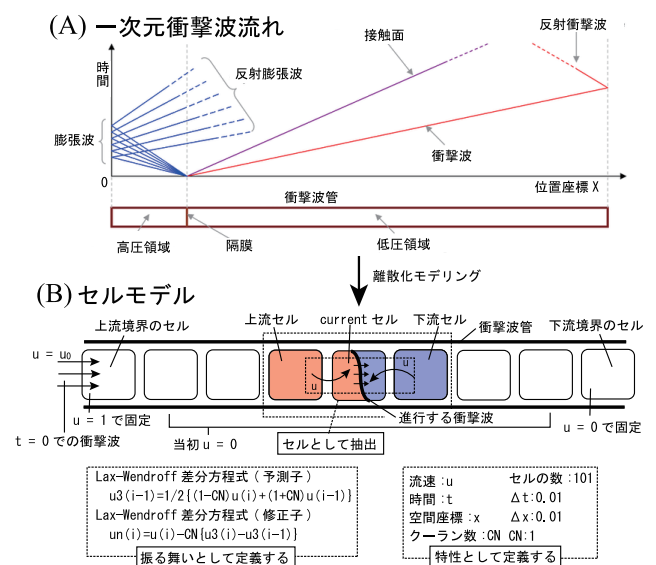 (A) 一次元衝撃波流れ
時間
反射膨張波
接触面
反射衝撃波
膨張波
衝撃波
0
位置座標 X
衝撃波管
高圧領域
隔膜
低圧領域
離散化モデリング
(B) セルモデル
上流境界のセル
上流セル
current セル
下流セル
衝撃波管
下流境界のセル
u = u₀
u
u
u = 1 で固定
進行する衝撃波
u = 0 で固定
t = 0 での衝撃波
当初 u = 0
セルとして抽出
Lax-Wendroff 差分方程式 ( 予測子 )
u3(i-1)=1/2{(1-CN)u(i)+(1+CN)u(i-1)}
Lax-Wendroff 差分方程式 ( 修正子 )
un(i)=u(i)-CN{u3(i)-u3(i-1)}
振る舞いとして定義する
流速 : u セルの数 : 101
時間 : t Δt:0.01
空間座標 : x Δx:0.01
クーラン数 : CN CN:1
特性として定義する